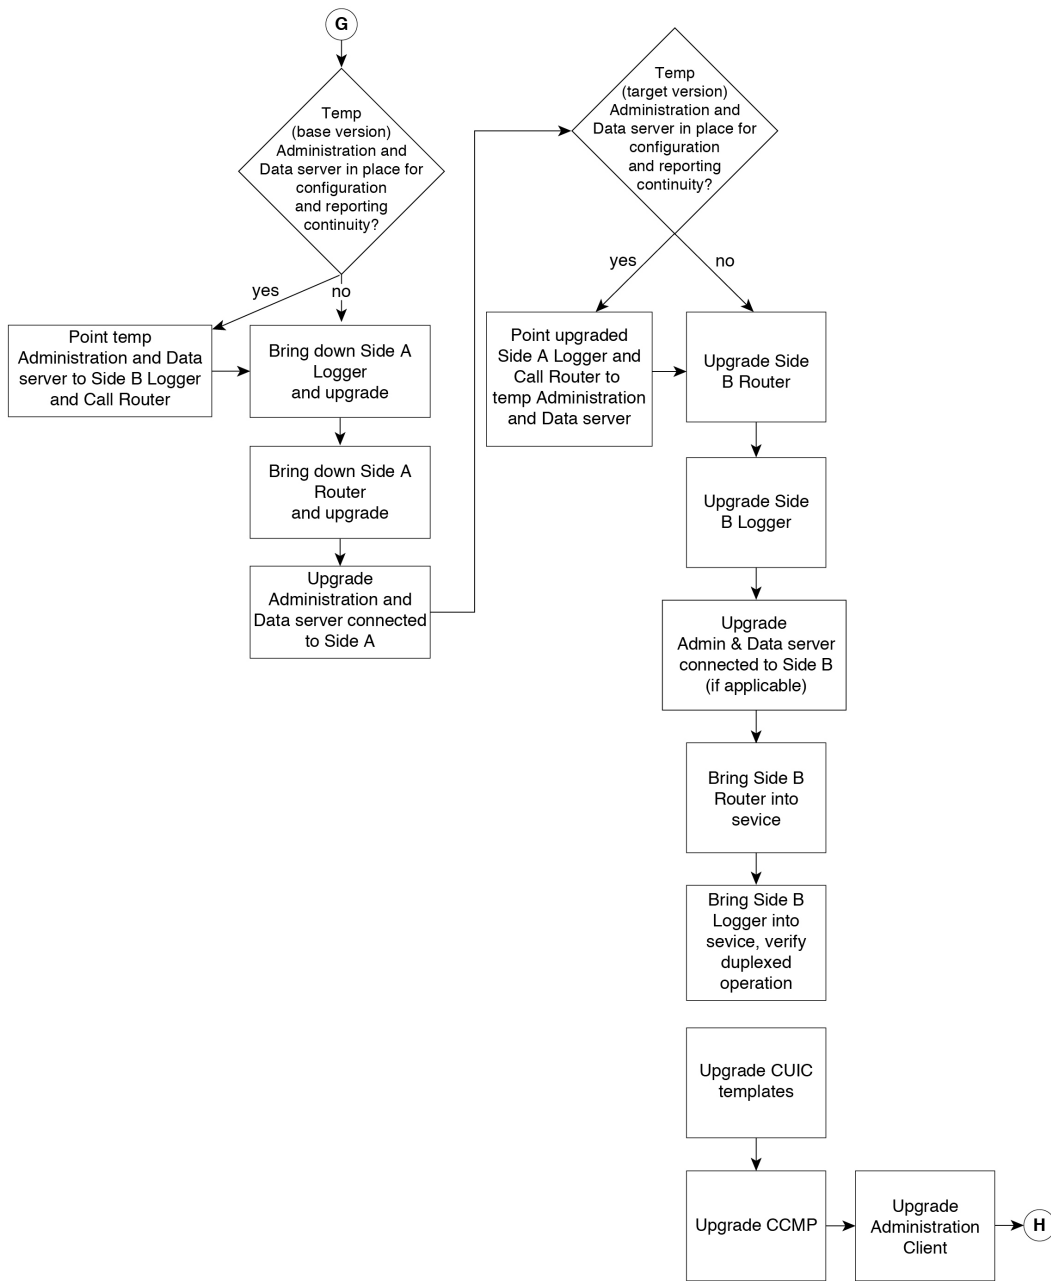 G
Temp
(base version)
Administration and
Data server in place for
configuration
and reporting
continuity?
yes
no
Point temp
Administration and Data
server to Side B Logger
and Call Router
Bring down Side A
Logger
and upgrade
Bring down Side A
Router
and upgrade
Upgrade
Administration and
Data server connected
to Side A
Temp
(target version)
Administration and
Data server in place for
configuration
and reporting
continuity?
yes
no
Point upgraded
Side A Logger and
Call Router to
temp Administration
and Data server
Upgrade Side
B Router
Upgrade Side
B Logger
Upgrade
Admin & Data server
connected to Side B
(if applicable)
Bring Side B
Router into
sevice
Bring Side B
Logger into
sevice, verify
duplexed
operation
Upgrade CUIC
templates
Upgrade CCMP
Upgrade
Administration
Client
H